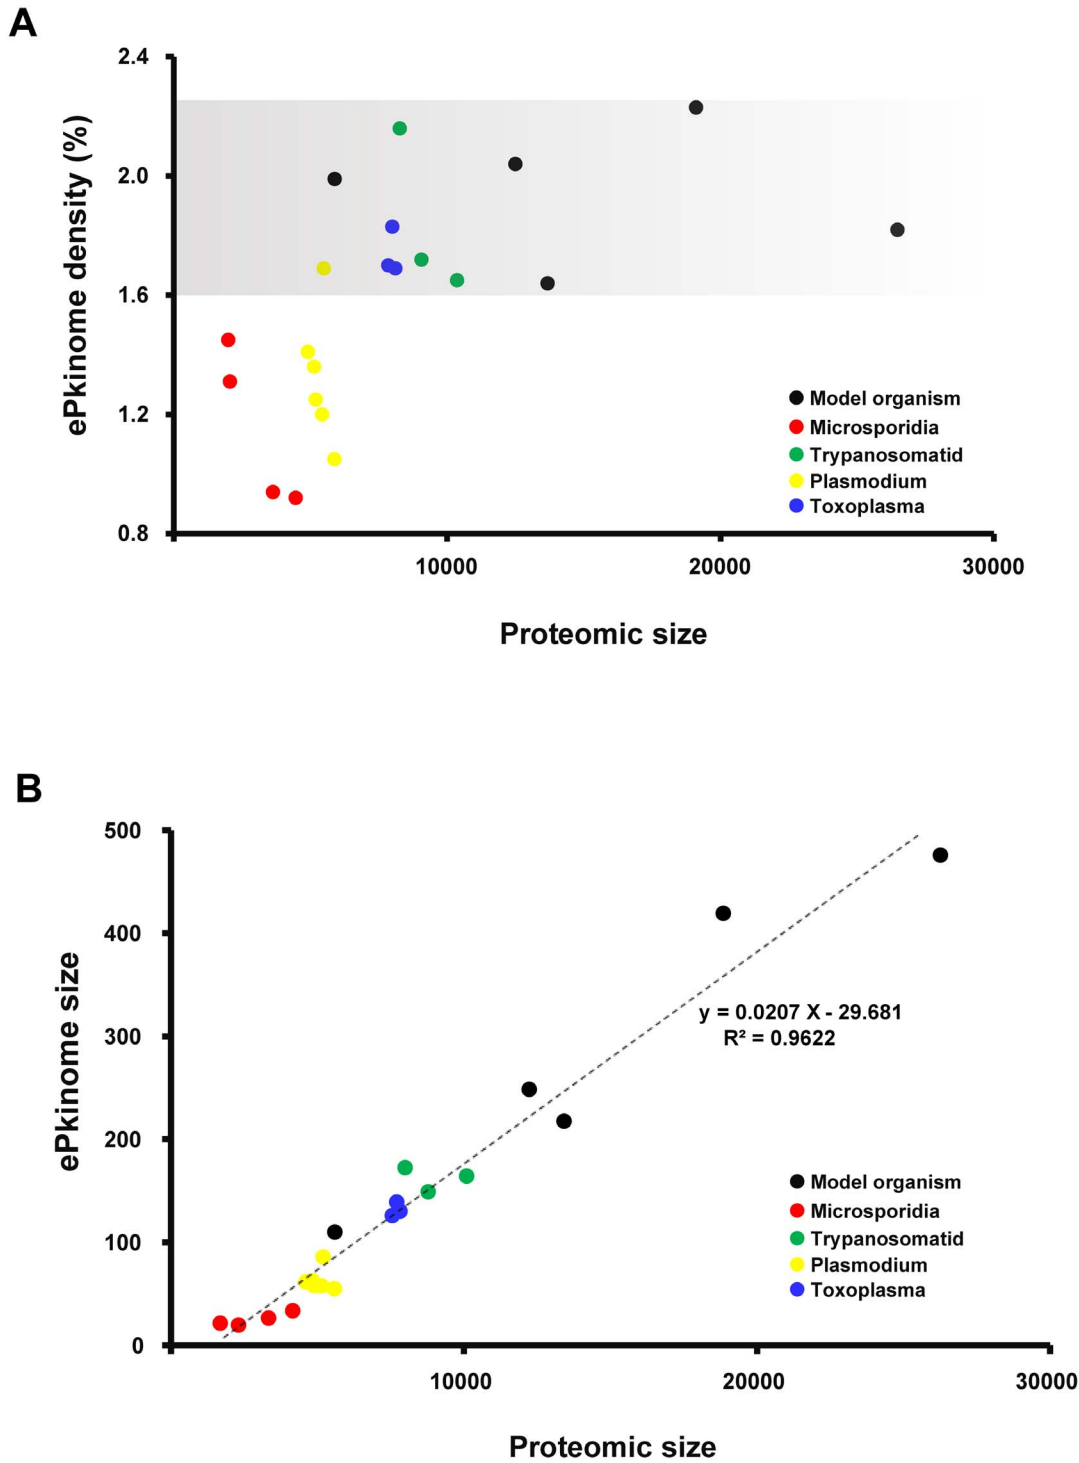 A
ePkinome density (%)
2.4
2.0
1.6
1.2
0.8
Model organism
Microsporidia
Trypanosomatid
Plasmodium
Toxoplasma
10000
20000
30000
Proteomic size
B
ePkinome size
500
400
300
200
100
0
y = 0.0207 X - 29.681
R² = 0.9622
Model organism
Microsporidia
Trypanosomatid
Plasmodium
Toxoplasma
10000
20000
30000
Proteomic size